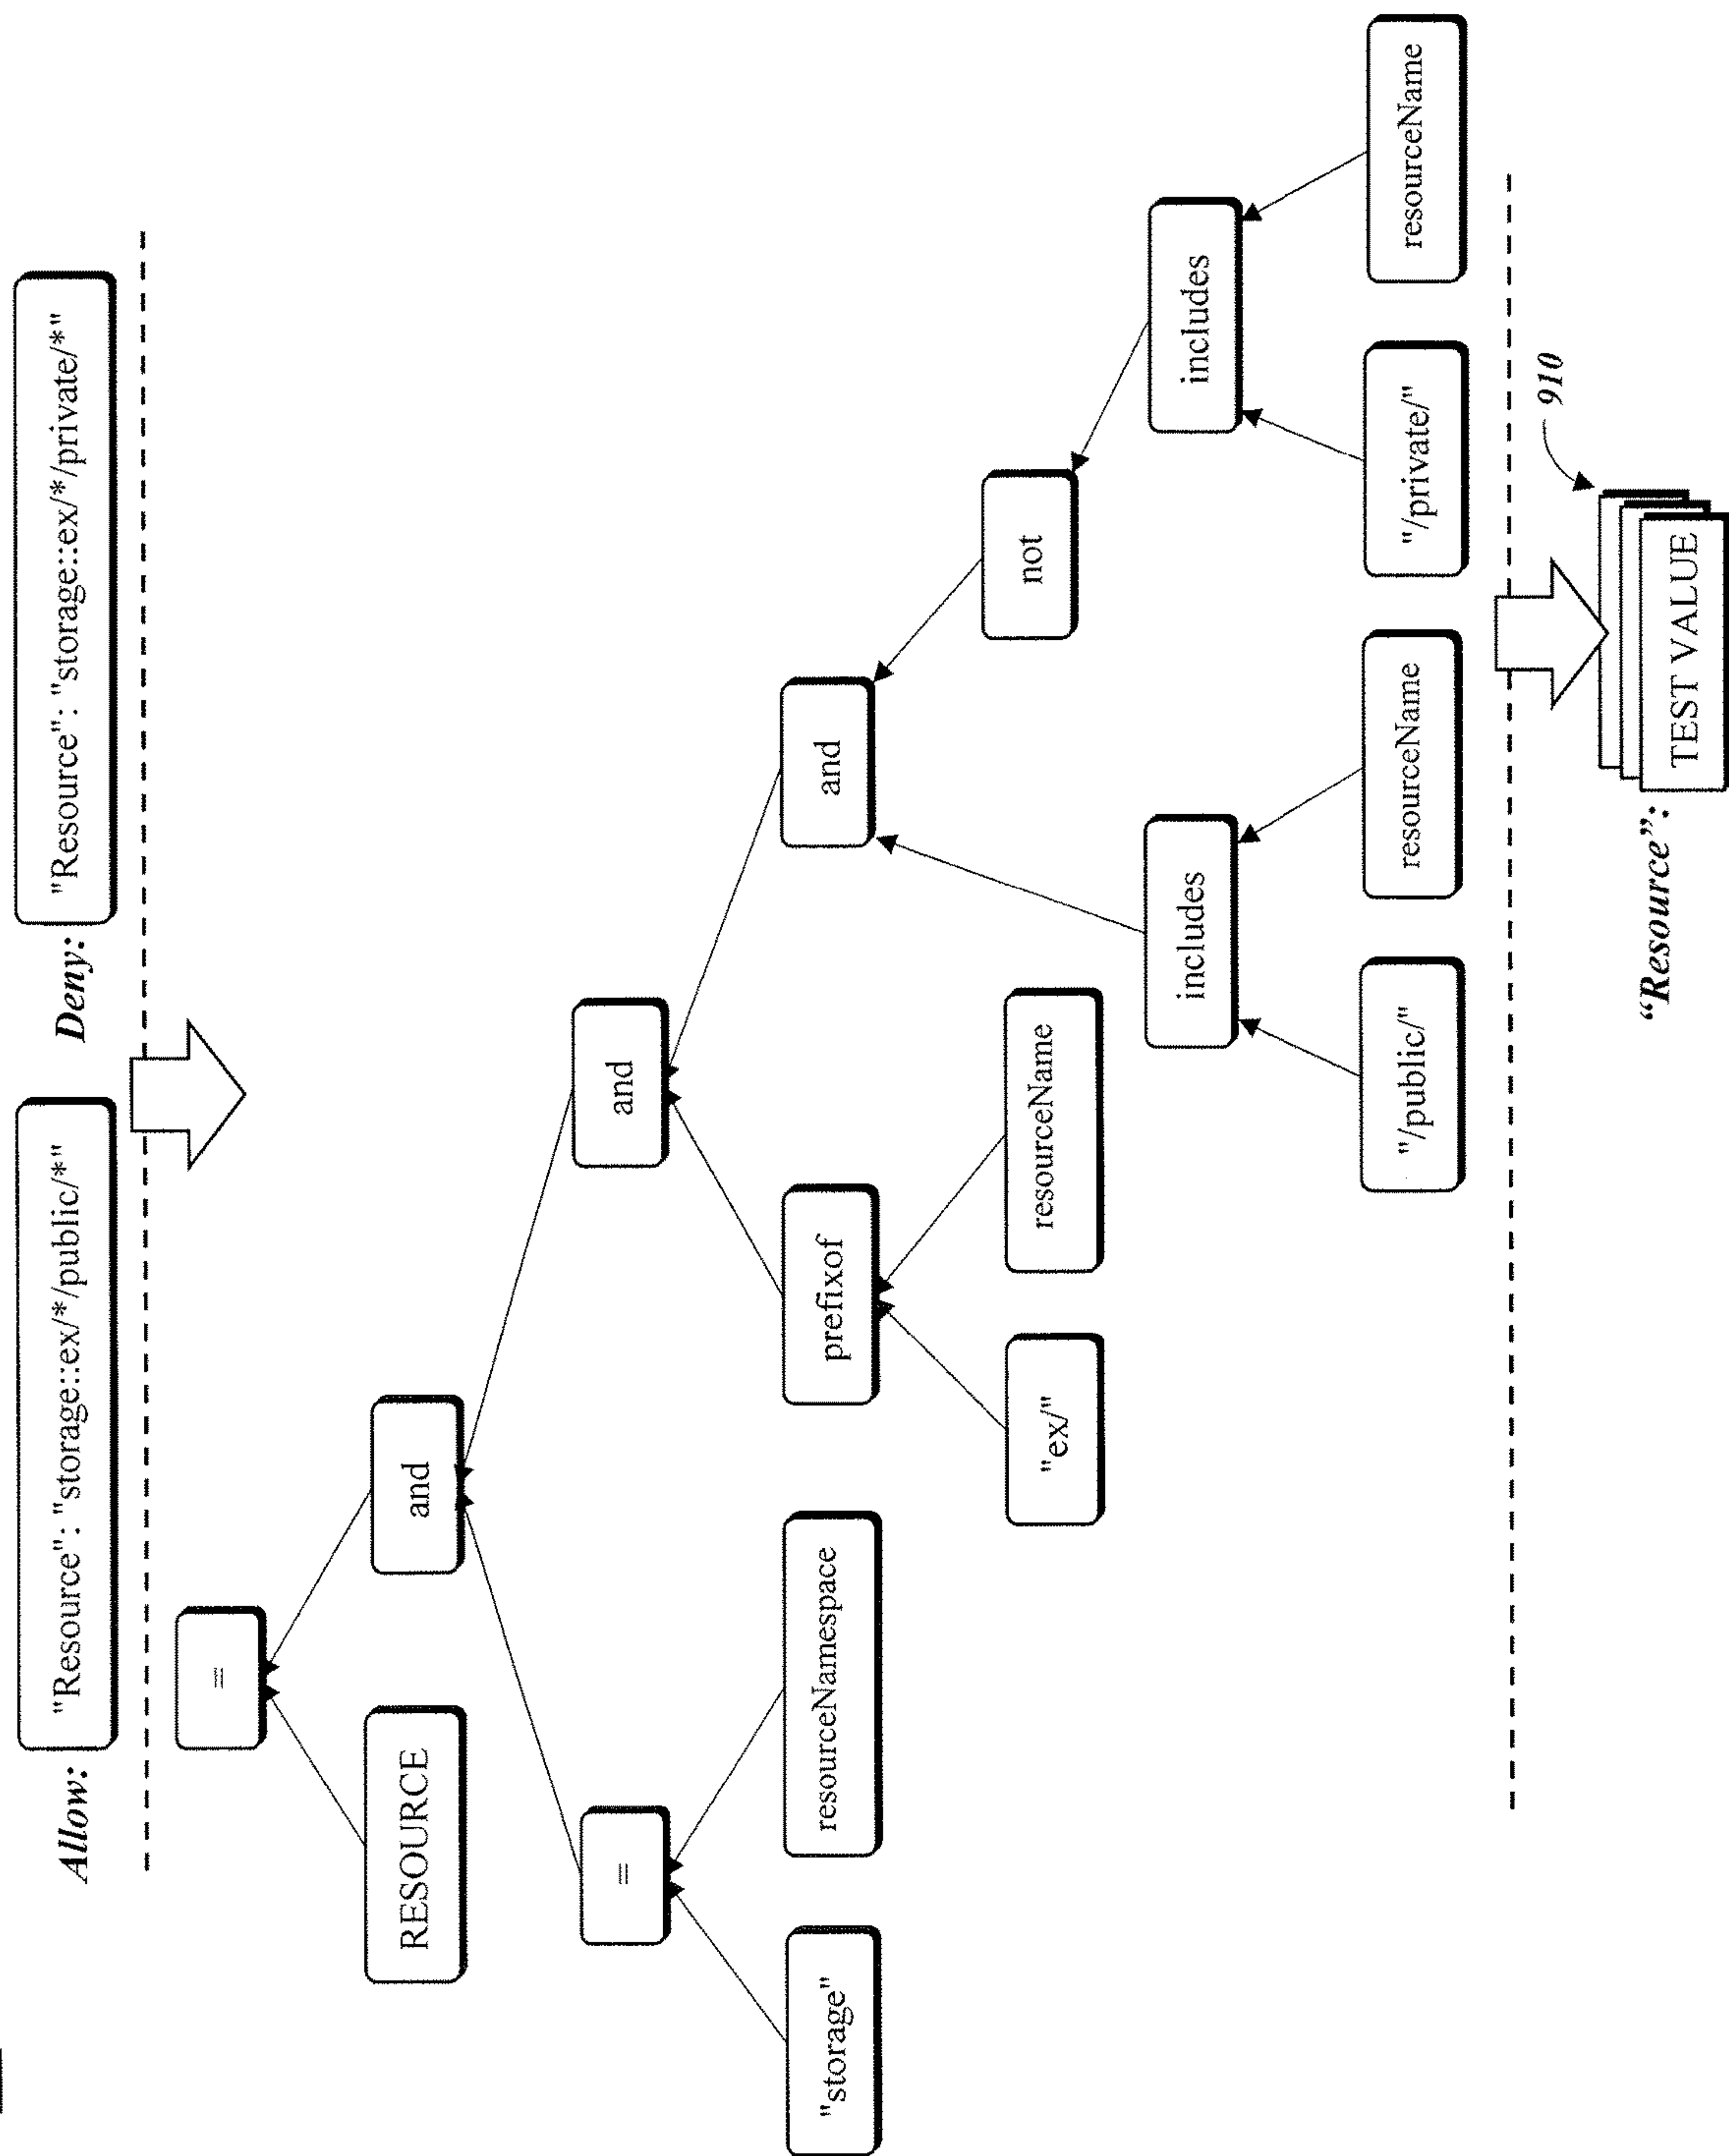 Allow: "Resource": "storage::ex/*/public/*" Deny: "Resource": "storage::ex/*/private/*"
=
RESOURCE and
= and
"storage" resourceNamespace prefixof and
"ex/" resourceName not
includes includes
"/public/" resourceName "/private/" resourceName
910
“Resource”: TEST VALUE